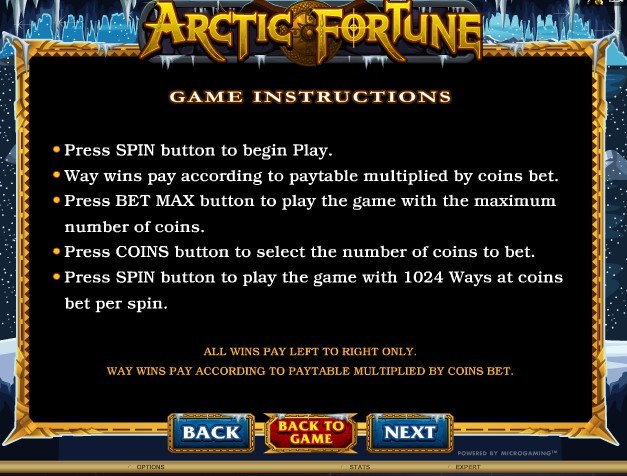 ARCTIC FORTUNE
GAME INSTRUCTIONS
• Press SPIN button to begin Play.
• Way wins pay according to paytable multiplied by coins bet.
• Press BET MAX button to play the game with the maximum
number of coins.
• Press COINS button to select the number of coins to bet.
• Press SPIN button to play the game with 1024 Ways at coins
bet per spin.
ALL WINS PAY LEFT TO RIGHT ONLY.
WAY WINS PAY ACCORDING TO PAYTABLE MULTIPLIED BY COINS BET.
BACK
BACK TO
GAME
NEXT
POWERED BY MICROGAMING™
OPTIONS STATS EXPERT